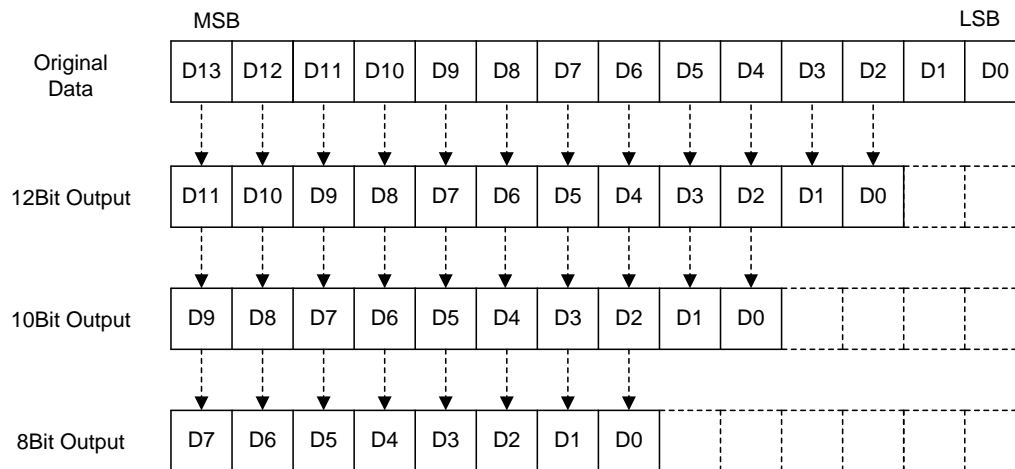 MSB LSB
Original
Data
D13 D12 D11 D10 D9 D8 D7 D6 D5 D4 D3 D2 D1 D0
12Bit Output D11 D10 D9 D8 D7 D6 D5 D4 D3 D2 D1 D0
10Bit Output D9 D8 D7 D6 D5 D4 D3 D2 D1 D0
8Bit Output D7 D6 D5 D4 D3 D2 D1 D0